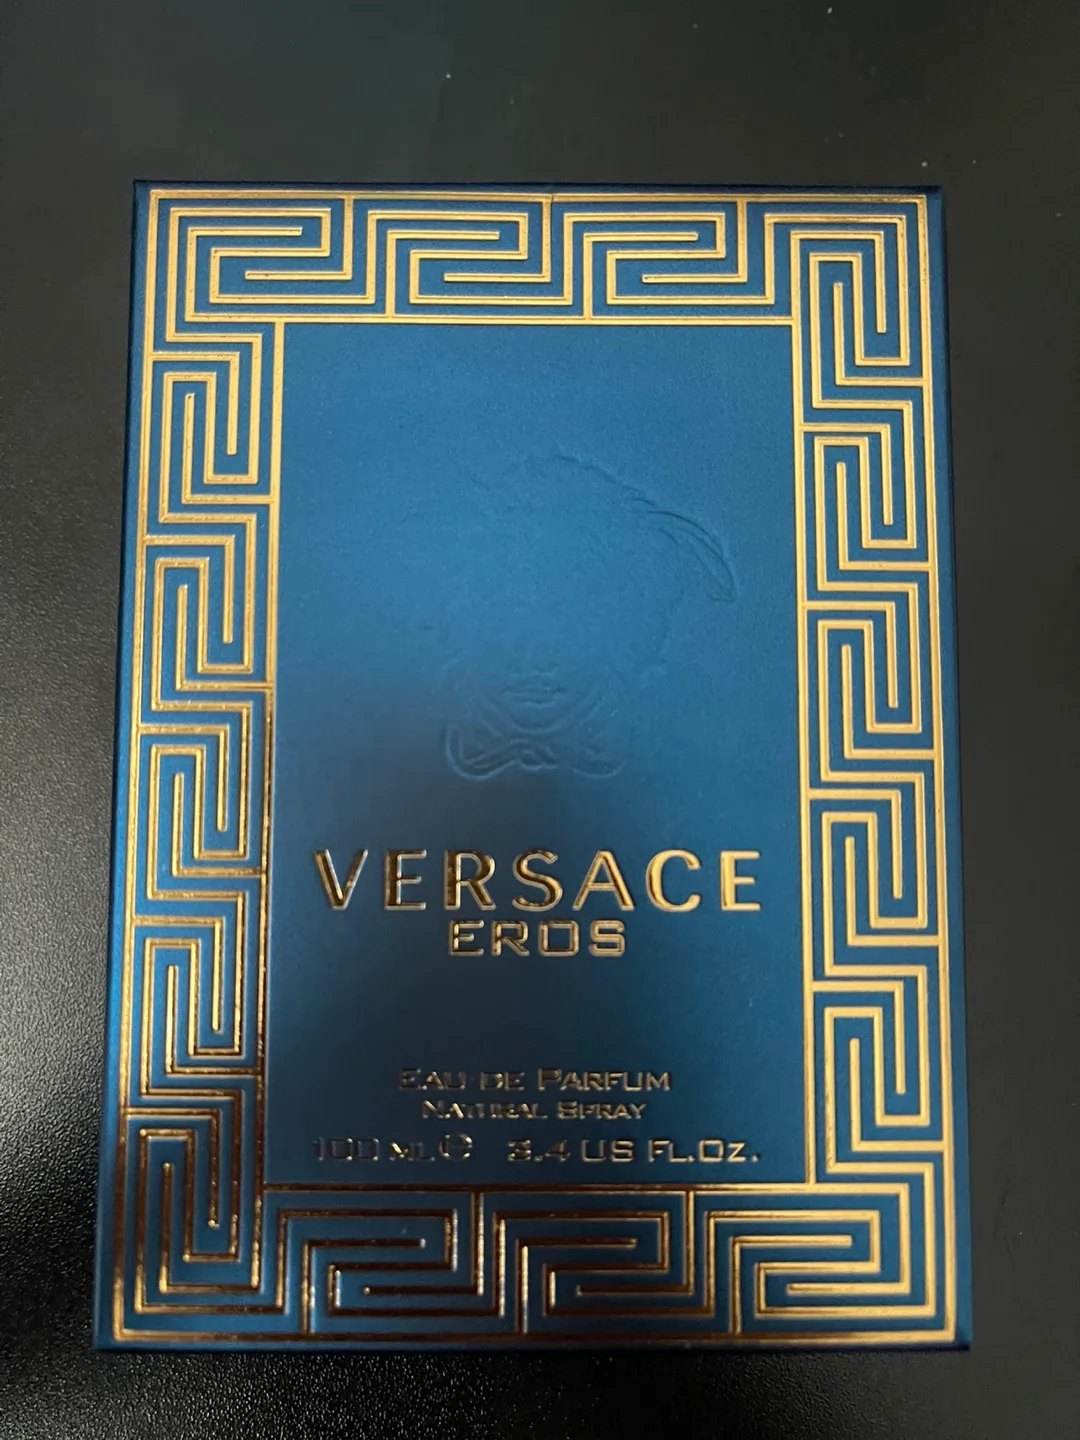 VERSACE
EROS
EAU DE PARFUM
NATURAL SPRAY
100 ML ℮ 3.4 US FL.OZ.